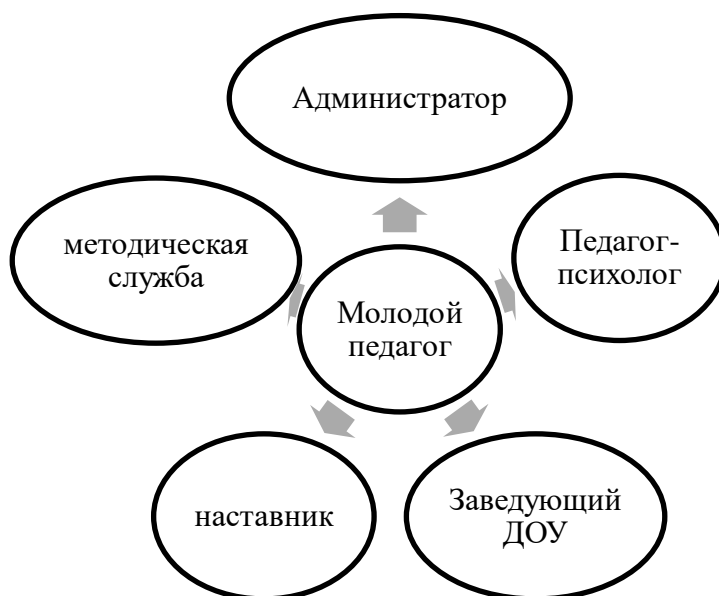 Администратор
методическая
служба
Педагог-
психолог
Молодой
педагог
наставник
Заведующий
ДОУ